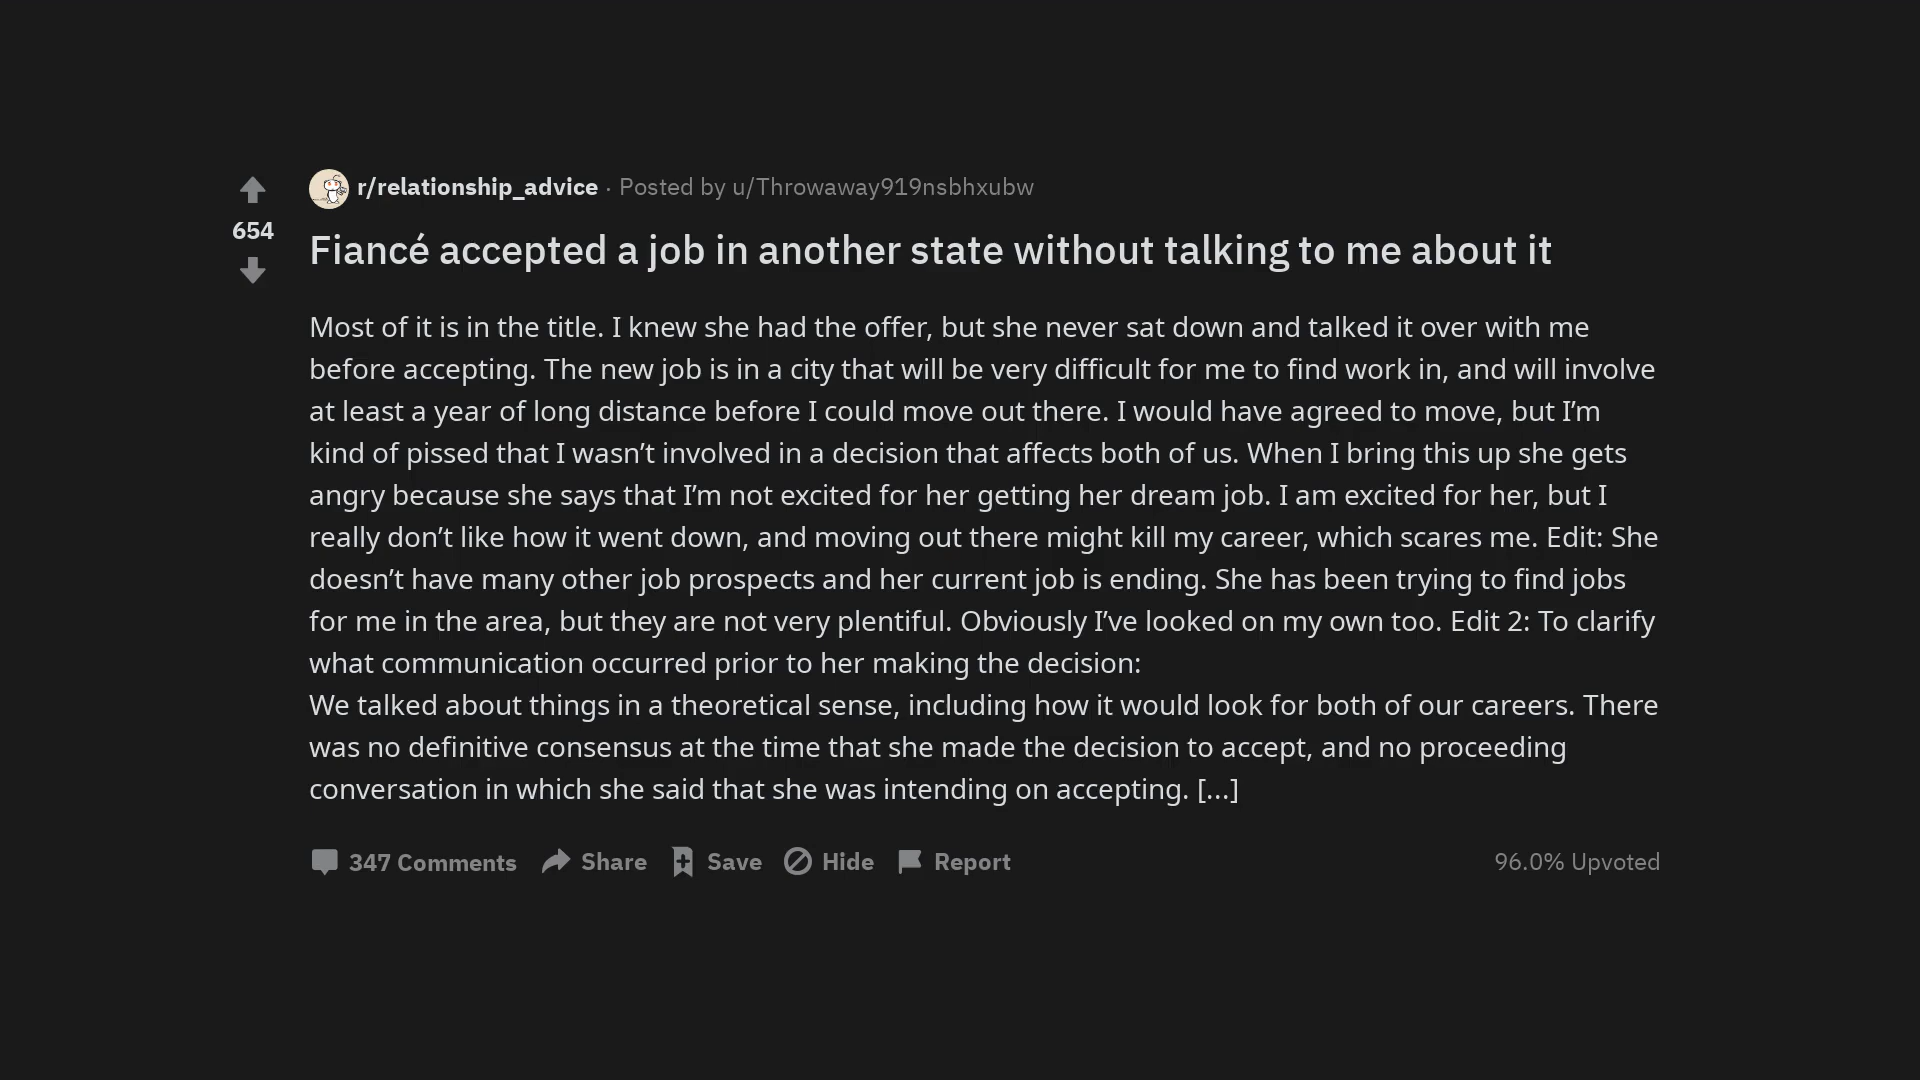 r/relationship_advice · Posted by u/Throwaway919nsbhxubw
654
Fiancé accepted a job in another state without talking to me about it
Most of it is in the title. I knew she had the offer, but she never sat down and talked it over with me
before accepting. The new job is in a city that will be very difficult for me to find work in, and will involve
at least a year of long distance before I could move out there. I would have agreed to move, but I’m
kind of pissed that I wasn’t involved in a decision that affects both of us. When I bring this up she gets
angry because she says that I’m not excited for her getting her dream job. I am excited for her, but I
really don’t like how it went down, and moving out there might kill my career, which scares me. Edit: She
doesn’t have many other job prospects and her current job is ending. She has been trying to find jobs
for me in the area, but they are not very plentiful. Obviously I’ve looked on my own too. Edit 2: To clarify
what communication occurred prior to her making the decision:
We talked about things in a theoretical sense, including how it would look for both of our careers. There
was no definitive consensus at the time that she made the decision to accept, and no proceeding
conversation in which she said that she was intending on accepting. [...]
347 Comments Share Save Hide Report 96.0% Upvoted